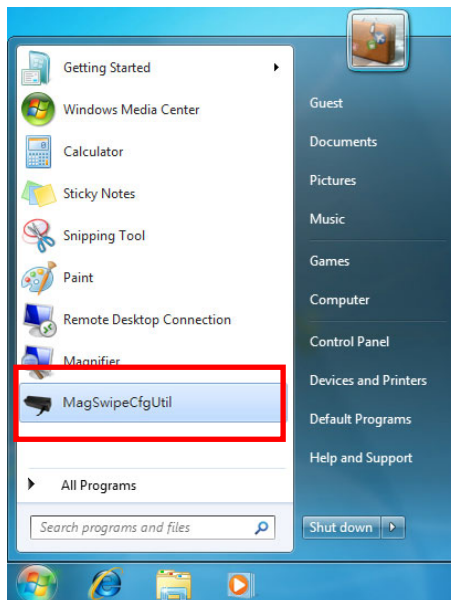 Getting Started
Windows Media Center
Calculator
Sticky Notes
Snipping Tool
Paint
Remote Desktop Connection
Magnifier
MagSwipeCfgUtil
All Programs
Search programs and files
Guest
Documents
Pictures
Music
Games
Computer
Control Panel
Devices and Printers
Default Programs
Help and Support
Shut down